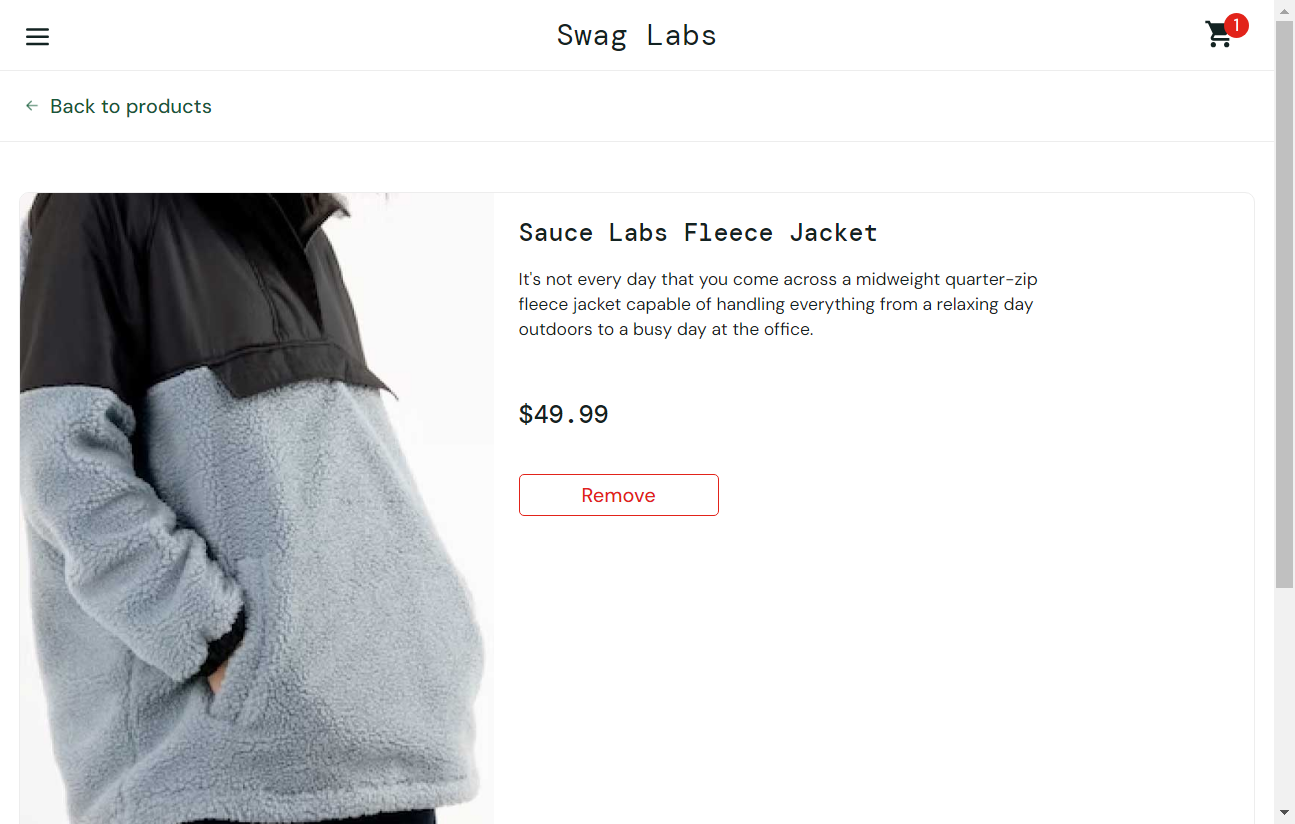 Swag Labs
1
Back to products
Sauce Labs Fleece Jacket
It's not every day that you come across a midweight quarter-zip
fleece jacket capable of handling everything from a relaxing day
outdoors to a busy day at the office.
$49.99
Remove